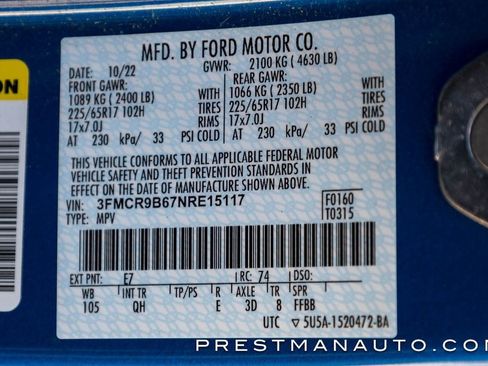 ON
MFD. BY FORD MOTOR CO.
DATE: 10/22 GVWR: 2100 KG ( 4630 LB)
FRONT GAWR: REAR GAWR:
1089 KG ( 2400 LB) WITH 1066 KG ( 2350 LB) WITH
225/65R17 102H TIRES 225/65R17 102H TIRES
17x7.0J RIMS 17x7.0J RIMS
AT 230 kPa/ 33 PSI COLD AT 230 kPa/ 33 PSI COLD
THIS VEHICLE CONFORMS TO ALL APPLICABLE FEDERAL MOTOR
VEHICLE SAFETY AND THEFT PREVENTION STANDARDS IN
EFFECT ON THE DATE OF MANUFACTURE SHOWN ABOVE.
VIN: 3FMCR9B67NRE15117 F0160
TYPE: MPV T0315
EXT PNT: E7 RC: 74 DSO:
WB INT TR TP/PS R AXLE TR SPR
105 QH E 3D 8 FFBB
UTC 5U5A-1520472-BA
PRESTMANAUTO.COM